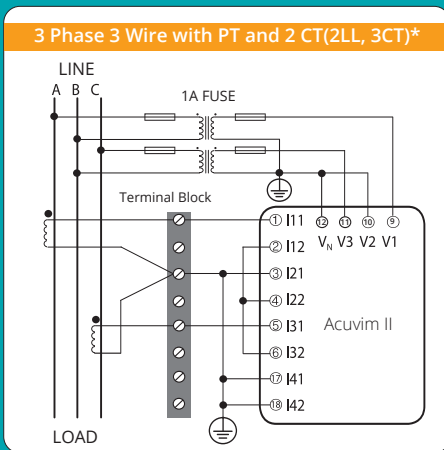 3 Phase 3 Wire with PT and 2 CT(2LL, 3CT)*
LINE
A B C
1A FUSE
Terminal Block
① I11
② I12
③ I21
④ I22
⑤ I31
⑥ I32
⑰ I41
⑱ I42
⑫ ⑪ ⑩ ⑨
VN V3 V2 V1
Acuvim II
LOAD